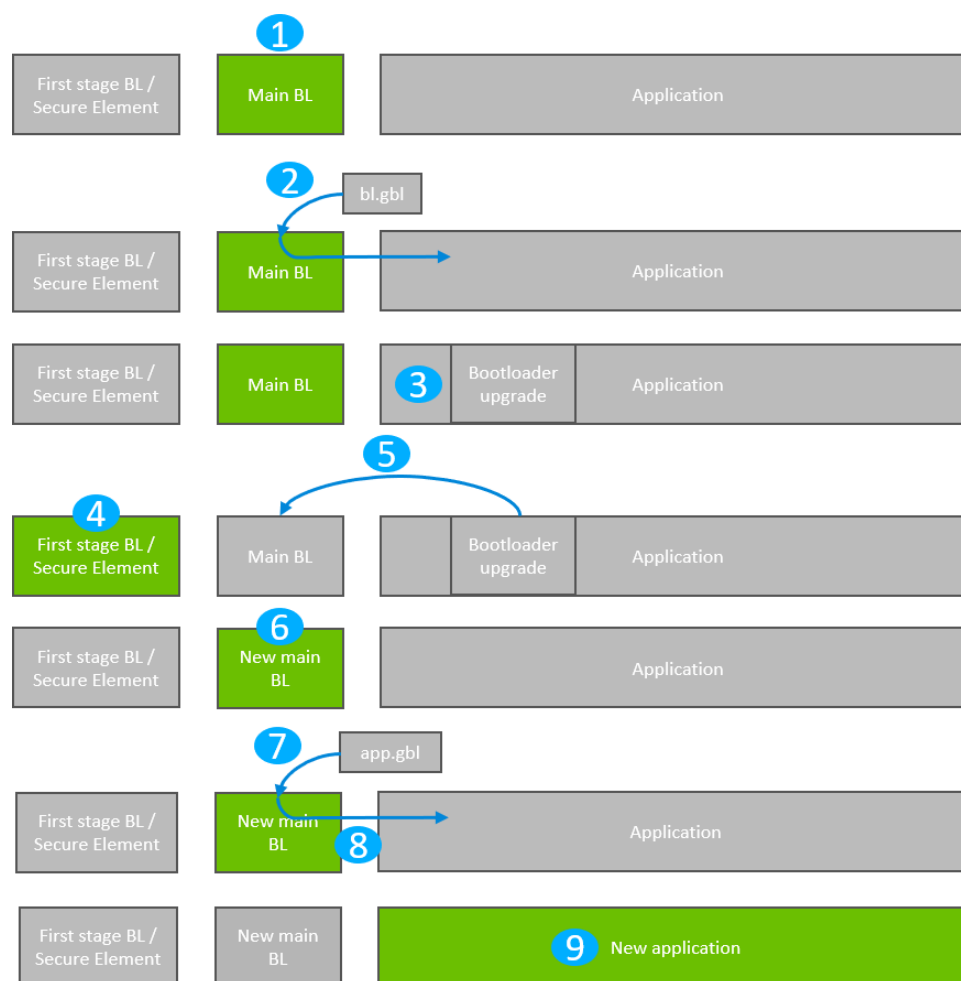 1
First stage BL /
Secure Element
Main BL
Application
2
bl.gbl
First stage BL /
Secure Element
Main BL
Application
First stage BL /
Secure Element
Main BL
3
Bootloader
upgrade
Application
5
4
First stage BL /
Secure Element
Main BL
Bootloader
upgrade
Application
6
First stage BL /
Secure Element
New main
BL
Application
7
app.gbl
First stage BL /
Secure Element
New main
BL
8
Application
First stage BL /
Secure Element
New main
BL
9
New application